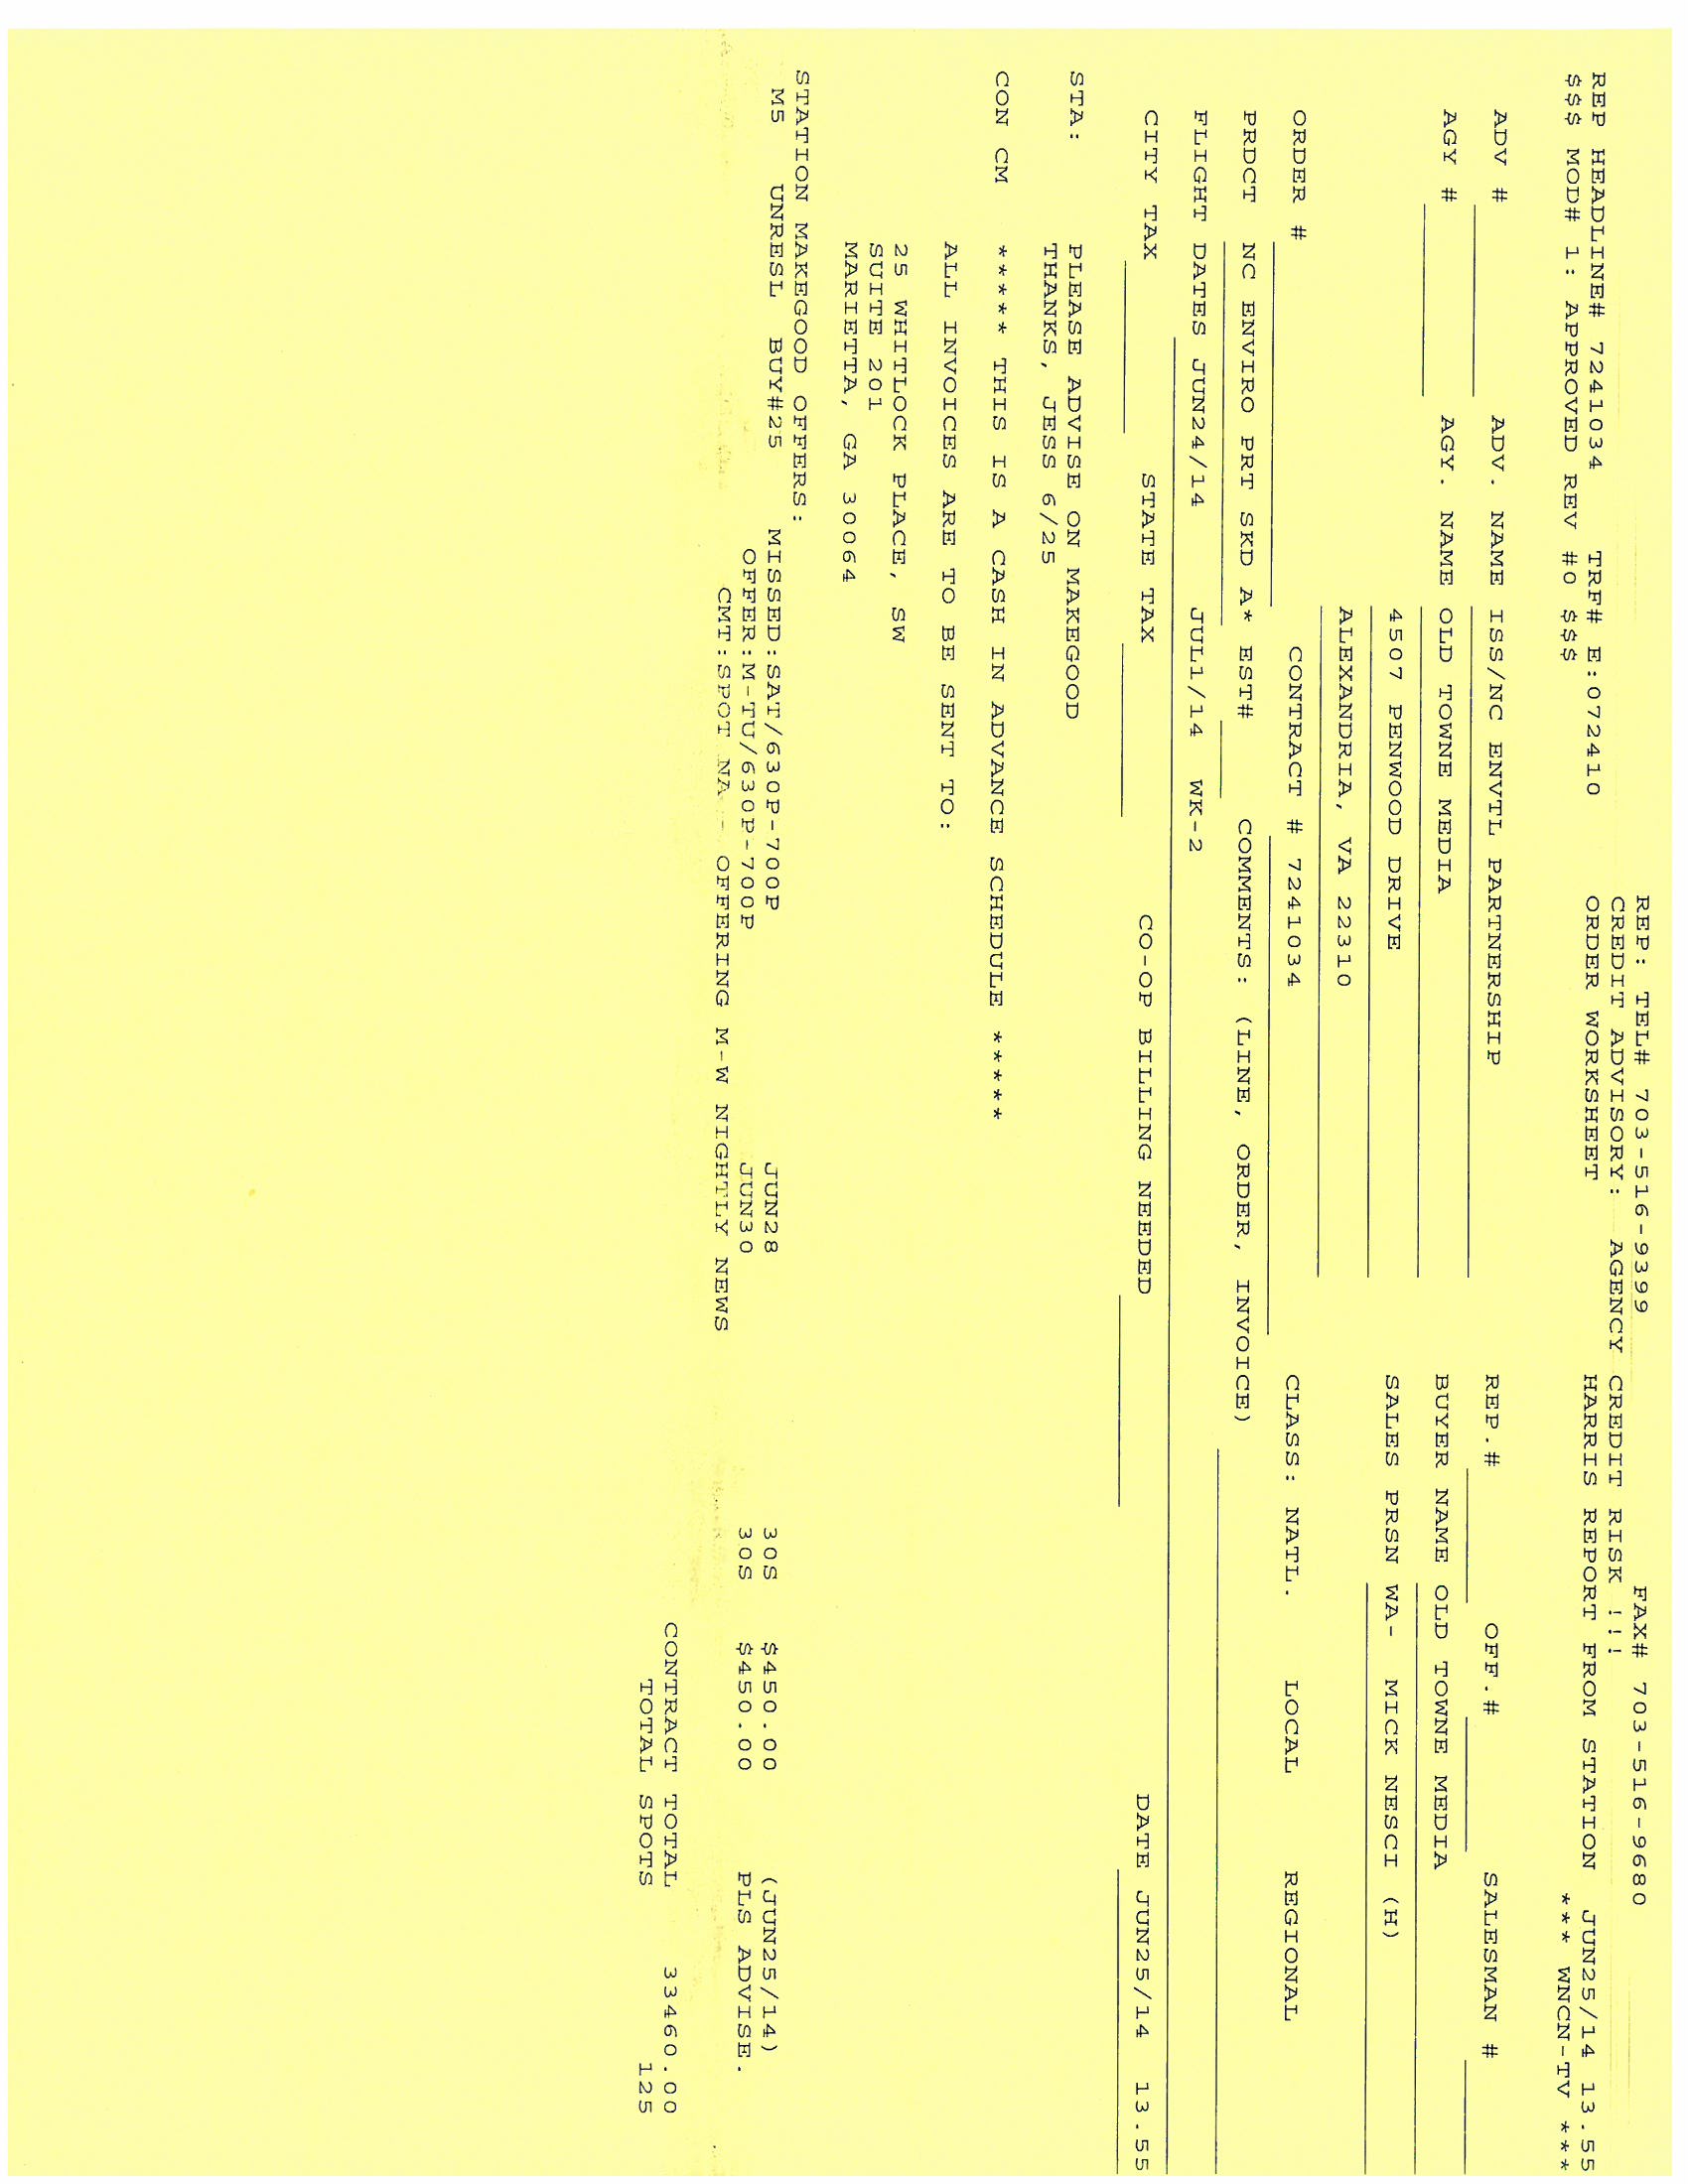 REP: TEL# 703-516-9399 FAX# 703-516-9680
CREDIT ADVISORY: AGENCY CREDIT RISK !!!
REP HEADLINE# 7241034 TRF# E:072410 ORDER WORKSHEET HARRIS REPORT FROM STATION JUN25/14 13.55
$$$ MOD# 1: APPROVED REV #0 $$$ *** WNCN-TV ***
ADV # ADV. NAME ISS/NC ENVTL PARTNERSHIP REP.# OFF.# SALESMAN #
AGY # AGY. NAME OLD TOWNE MEDIA BUYER NAME OLD TOWNE MEDIA
4507 PENWOOD DRIVE SALES PRSN WA- MICK NESCI (H)
ALEXANDRIA, VA 22310
ORDER # CONTRACT # 7241034 CLASS: NATL. LOCAL REGIONAL
PRDCT NC ENVIRO PRT SKD A* EST# COMMENTS: (LINE, ORDER, INVOICE)
FLIGHT DATES JUN24/14 JUL1/14 WK-2
CITY TAX STATE TAX CO-OP BILLING NEEDED DATE JUN25/14 13.55
STA: PLEASE ADVISE ON MAKEGOOD
THANKS, JESS 6/25
CON CM ***** THIS IS A CASH IN ADVANCE SCHEDULE *****
ALL INVOICES ARE TO BE SENT TO:
25 WHITLOCK PLACE, SW
SUITE 201
MARIETTA, GA 30064
STATION MAKEGOOD OFFERS:
M5 UNRESL BUY#25 MISSED:SAT/630P-700P JUN28 30S $450.00 (JUN25/14)
OFFER:M-TU/630P-700P JUN30 30S $450.00 PLS ADVISE.
CMT:SPOT NA - OFFERING M-W NIGHTLY NEWS
CONTRACT TOTAL 33460.00
TOTAL SPOTS 125